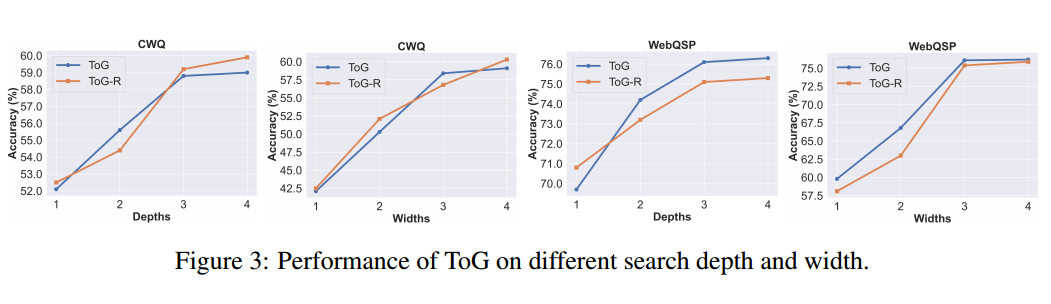 CWQ
ToG
ToG-R
Accuracy (%)
60.0
59.0
58.0
57.0
56.0
55.0
54.0
53.0
52.0
1 2 3 4
Depths
CWQ
ToG
ToG-R
Accuracy (%)
60.0
57.5
55.0
52.5
50.0
47.5
45.0
42.5
1 2 3 4
Widths
WebQSP
ToG
ToG-R
Accuracy (%)
76.0
75.0
74.0
73.0
72.0
71.0
70.0
1 2 3 4
Depths
WebQSP
ToG
ToG-R
Accuracy (%)
75.0
72.5
70.0
67.5
65.0
62.5
60.0
57.5
1 2 3 4
Widths
Figure 3: Performance of ToG on different search depth and width.